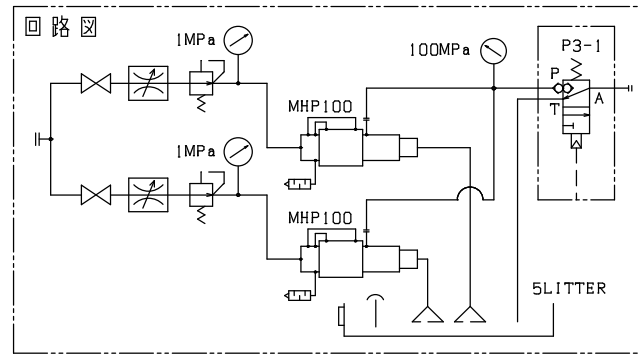 回路図
1MPa
100MPa
P3-1
P
T
A
MHP100
1MPa
MHP100
5LITTER